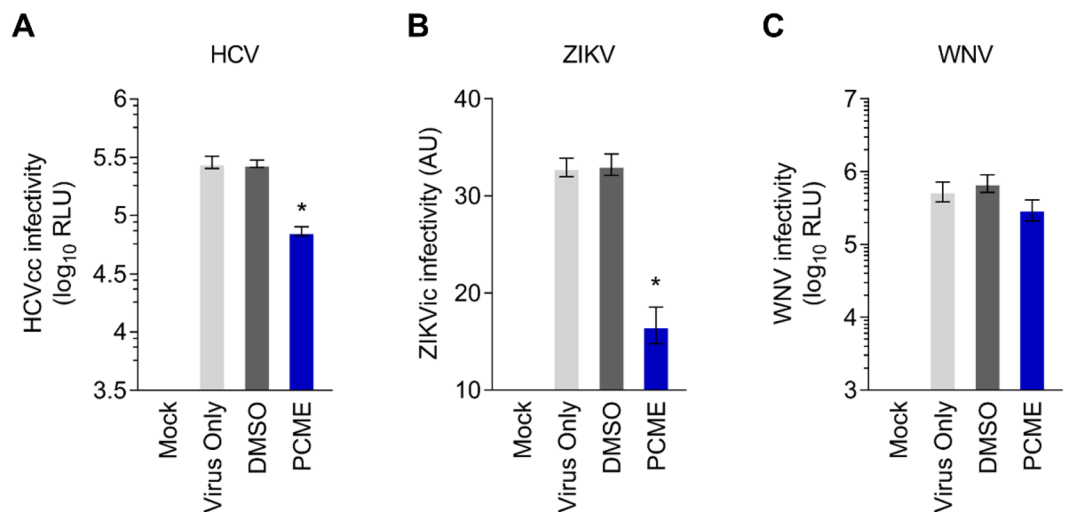 A
HCV
HCVcc infectivity
(log10 RLU)
6
5.5
5
4.5
4
3.5
*
Mock
Virus Only
DMSO
PCME
B
ZIKV
ZIKVic infectivity (AU)
40
30
20
10
*
Mock
Virus Only
DMSO
PCME
C
WNV
WNV infectivity
(log10 RLU)
7
6
5
4
3
Mock
Virus Only
DMSO
PCME